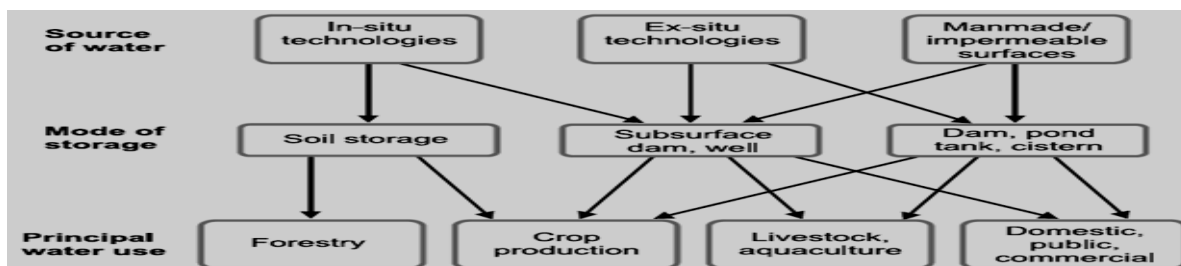 Source
of water
In-situ
technologies
Ex-situ
technologies
Manmade/
impermeable
surfaces
Mode of
storage
Soil storage
Subsurface
dam, well
Dam, pond
tank, cistern
Principal
water use
Forestry
Crop
production
Livestock,
aquaculture
Domestic,
public,
commercial